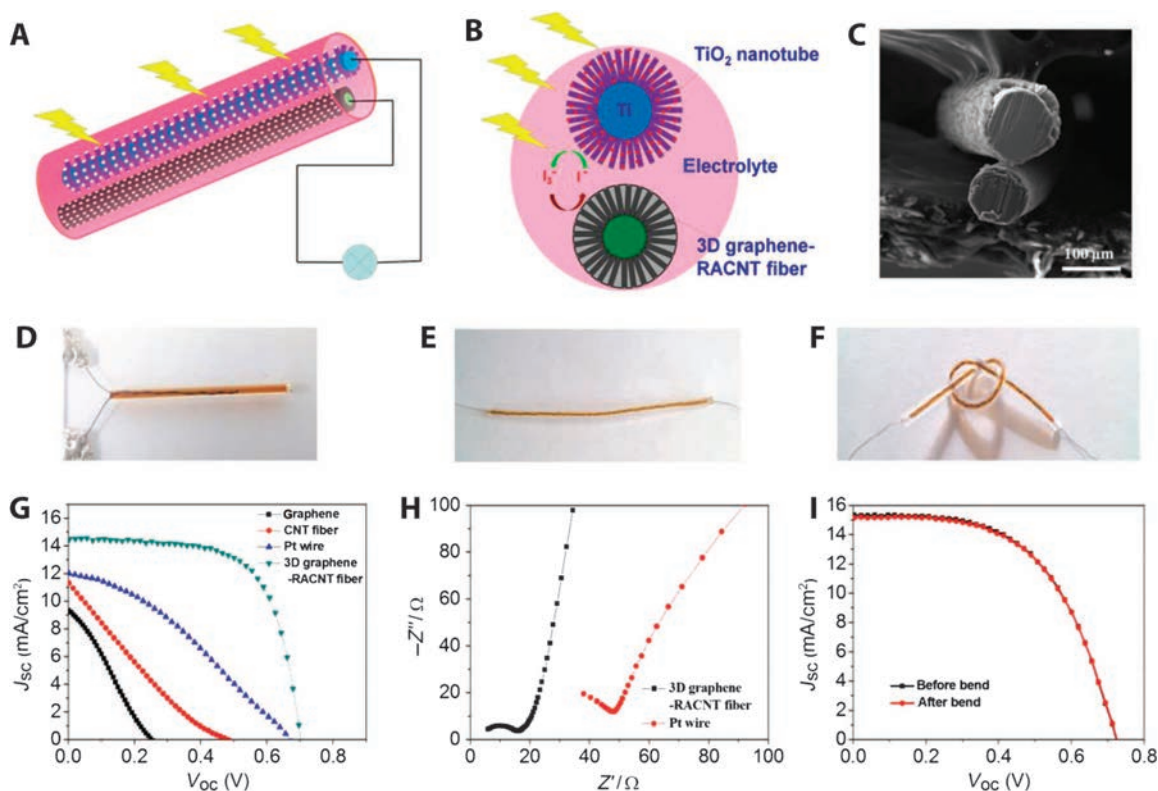 A
B
TiO₂ nanotube
Ti
Electrolyte
I₃⁻ I⁻
3D graphene-
RACNT fiber
C
100 µm
D
E
F
G
16
14
12
10
8
6
4
2
0
Jsc (mA/cm²)
Graphene
CNT fiber
Pt wire
3D graphene
-RACNT fiber
0.0 0.2 0.4 0.6 0.8
Voc (V)
H
100
80
60
40
20
0
−Z″/Ω
3D graphene
-RACNT fiber
Pt wire
0 20 40 60 80 100
Z′/Ω
I
16
14
12
10
8
6
4
2
0
Jsc (mA/cm²)
Before bend
After bend
0.0 0.2 0.4 0.6 0.8
Voc (V)